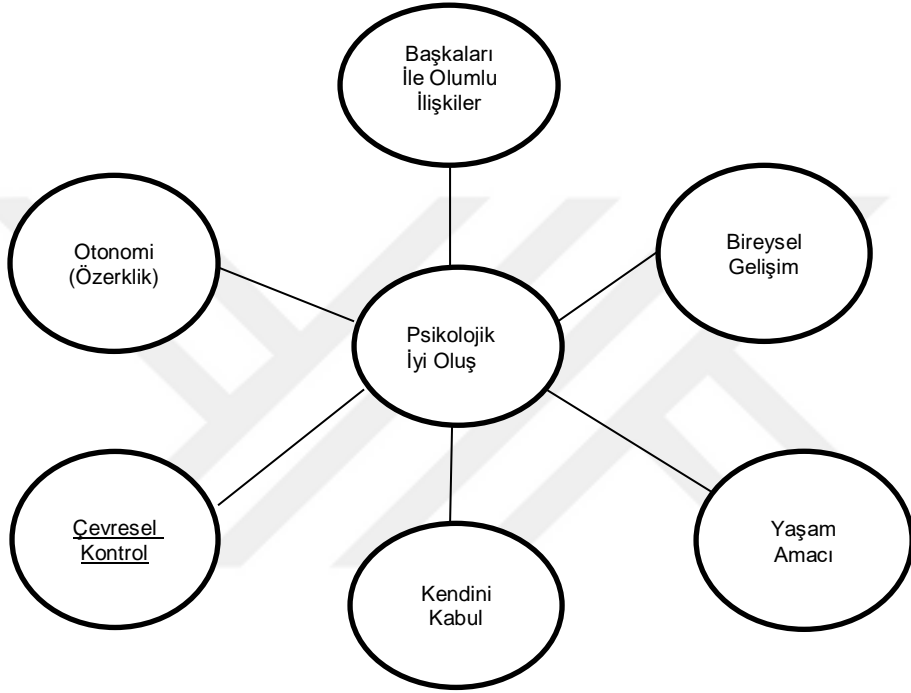 Başkaları
İle Olumlu
İlişkiler
Otonomi
(Özerklik)
Bireysel
Gelişim
Psikolojik
İyi Oluş
Çevresel
Kontrol
Kendini
Kabul
Yaşam
Amacı